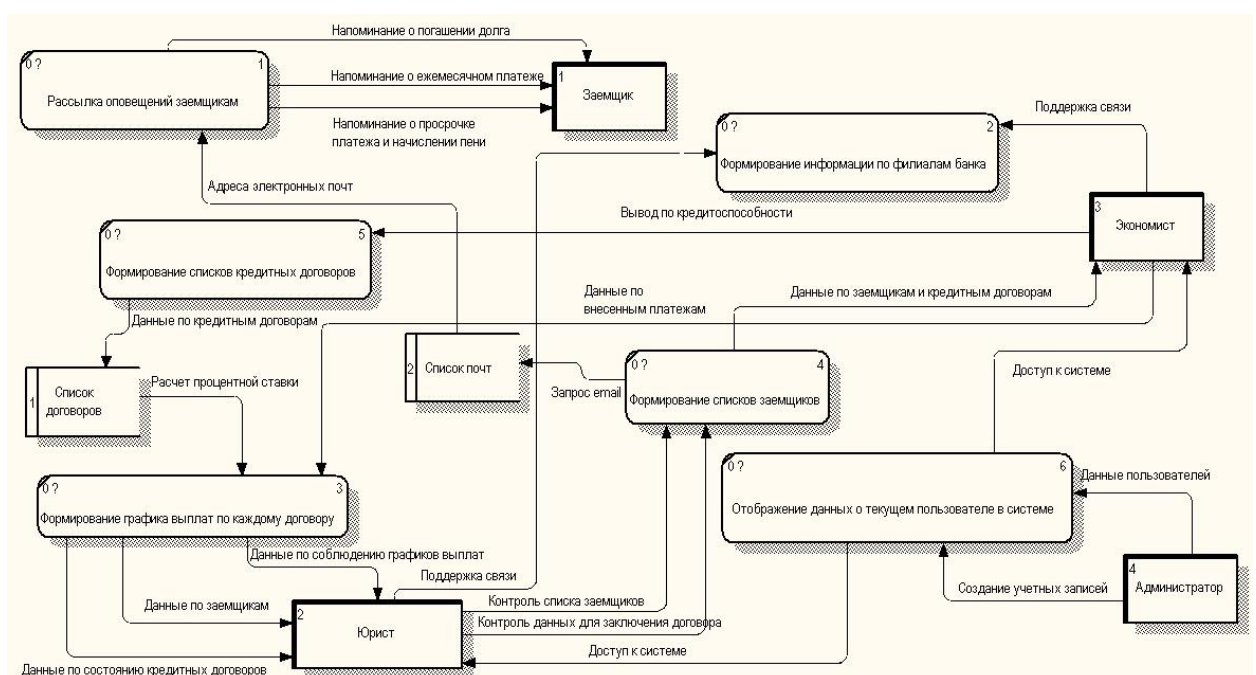 Напоминание о погашении долга
0 ?
1
Рассылка оповещений заемщикам
Напоминание о ежемесячном платеже
1
Заемщик
Напоминание о просрочке
платежа и начислении пени
Поддержка связи
0 ?
2
Формирование информации по филиалам банка
Адреса электронных почт
Вывод по кредитоспособности
3
Экономист
0 ?
5
Формирование списков кредитных договоров
Данные по
внесенным платежам
Данные по заемщикам и кредитным договорам
Данные по кредитным договорам
1
Список
договоров
Расчет процентной ставки
2
Список почт
Запрос email
0 ?
4
Формирование списков заемщиков
Доступ к системе
0 ?
3
Формирование графика выплат по каждому договору
0 ?
6
Отображение данных о текущем пользователе в системе
Данные пользователей
Данные по соблюдению графиков выплат
Поддержка связи
Данные по заемщикам
2
Юрист
Контроль списка заемщиков
Контроль данных для заключения договора
Создание учетных записей
4
Администратор
Доступ к системе
Данные по состоянию кредитных договоров